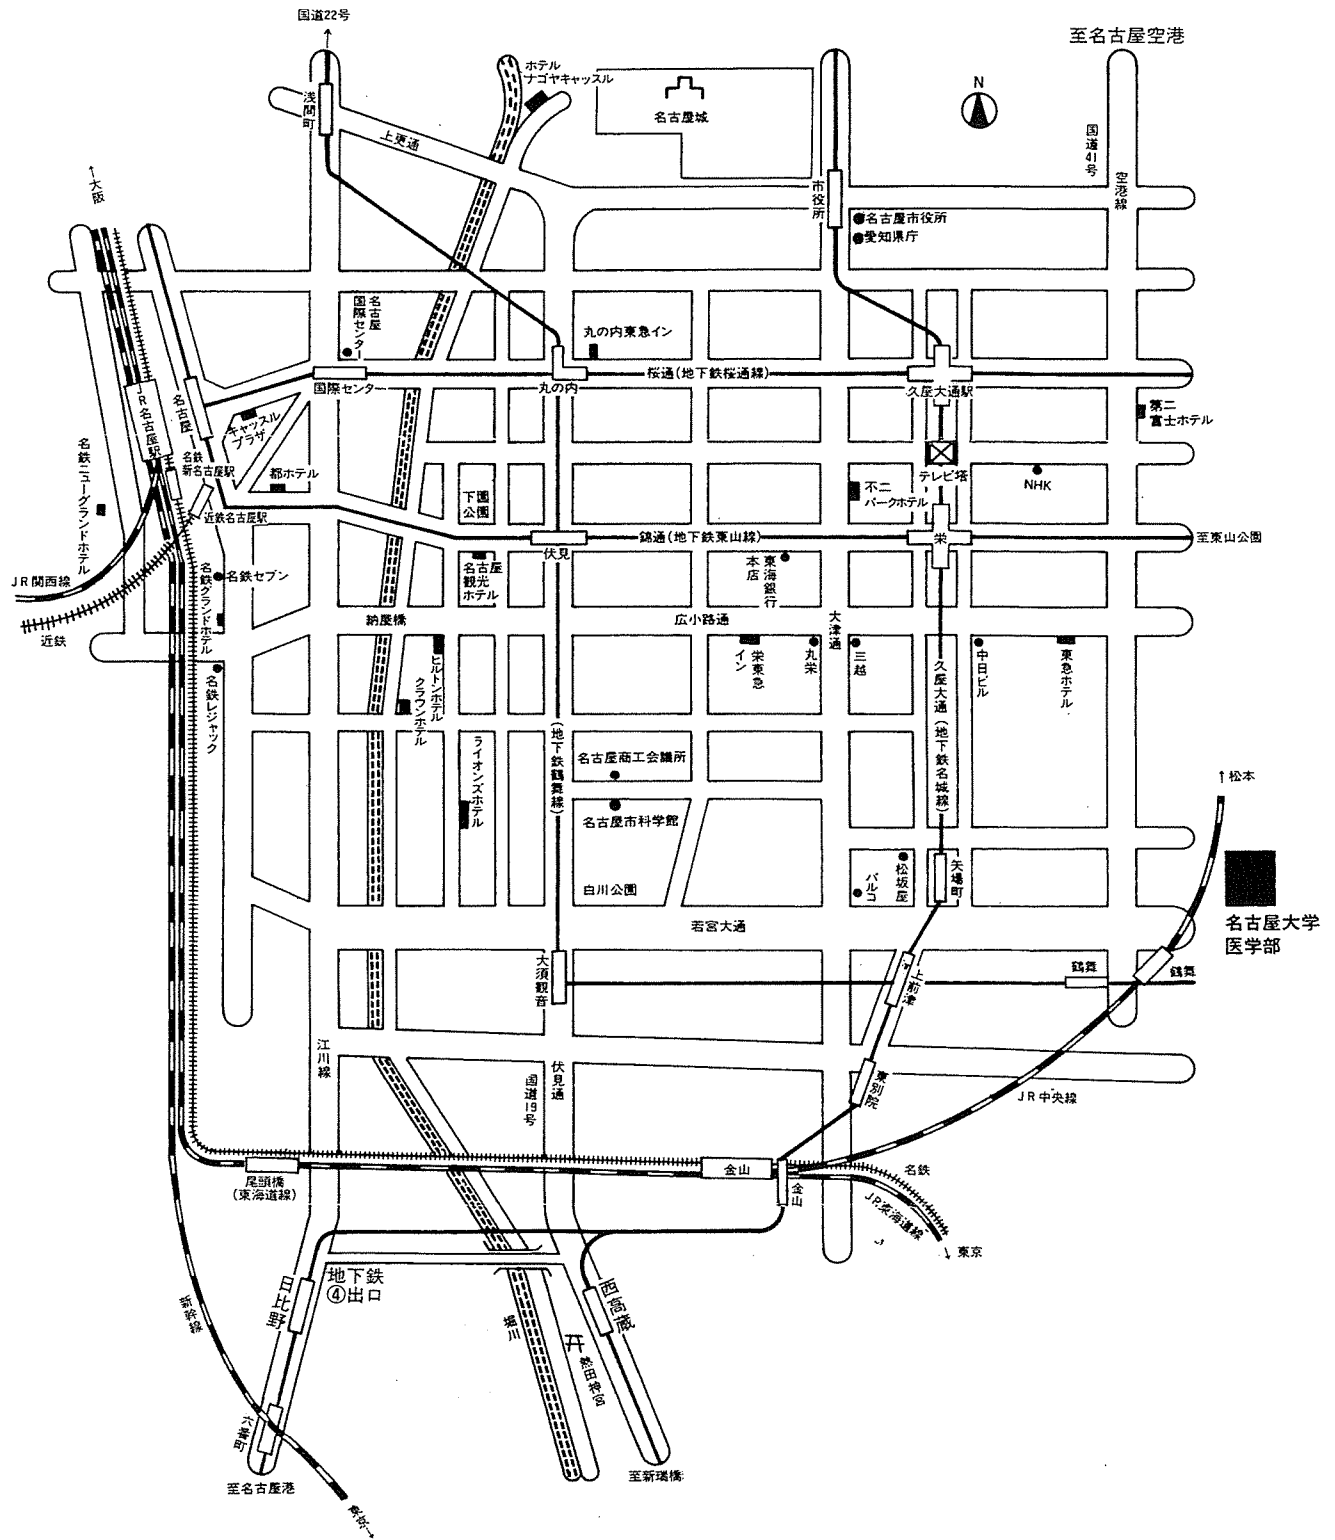 国道22号
至名古屋空港
ホテル
ナゴヤキャッスル
名古屋城
N
浅間町
上更通
国道41号
空港線
↑大阪
市役所
名古屋市役所
愛知県庁
名古屋
国際センター
丸の内東急イン
国際センター
丸の内
桜通(地下鉄桜通線)
久屋大通駅
第二
富士ホテル
JR名古屋駅
名古屋
キャッスル
プラザ
名鉄
新名古屋駅
都ホテル
名鉄ニューグランドホテル
近鉄名古屋駅
下園
公園
テレビ塔
不二
パークホテル
NHK
伏見
錦通(地下鉄東山線)
栄
至東山公園
JR関西線
近鉄
名鉄セブン
名鉄グランドホテル
名古屋
観光
ホテル
東海銀行
本店
納屋橋
広小路通
大津通
ヒルトンホテル
クラウンホテル
栄東急
イン
丸栄
三越
久屋大通(地下鉄名城線)
中日ビル
東急ホテル
名鉄レジャック
ライオンズホテル
(地下鉄鶴舞線)
名古屋商工会議所
名古屋市科学館
白川公園
↑松本
パルコ
松坂屋
矢場町
名古屋大学
医学部
若宮大通
大須観音
上前津
鶴舞
鶴舞
江川線
伏見通
国道19号
東別院
JR中央線
尾頭橋
(東海道線)
金山
金山
名鉄
JR東海道線
東京
地下鉄
④出口
日比野
西高蔵
新幹線
堀川
熱田神宮
六番町
至名古屋港
至新瑞橋
東京→